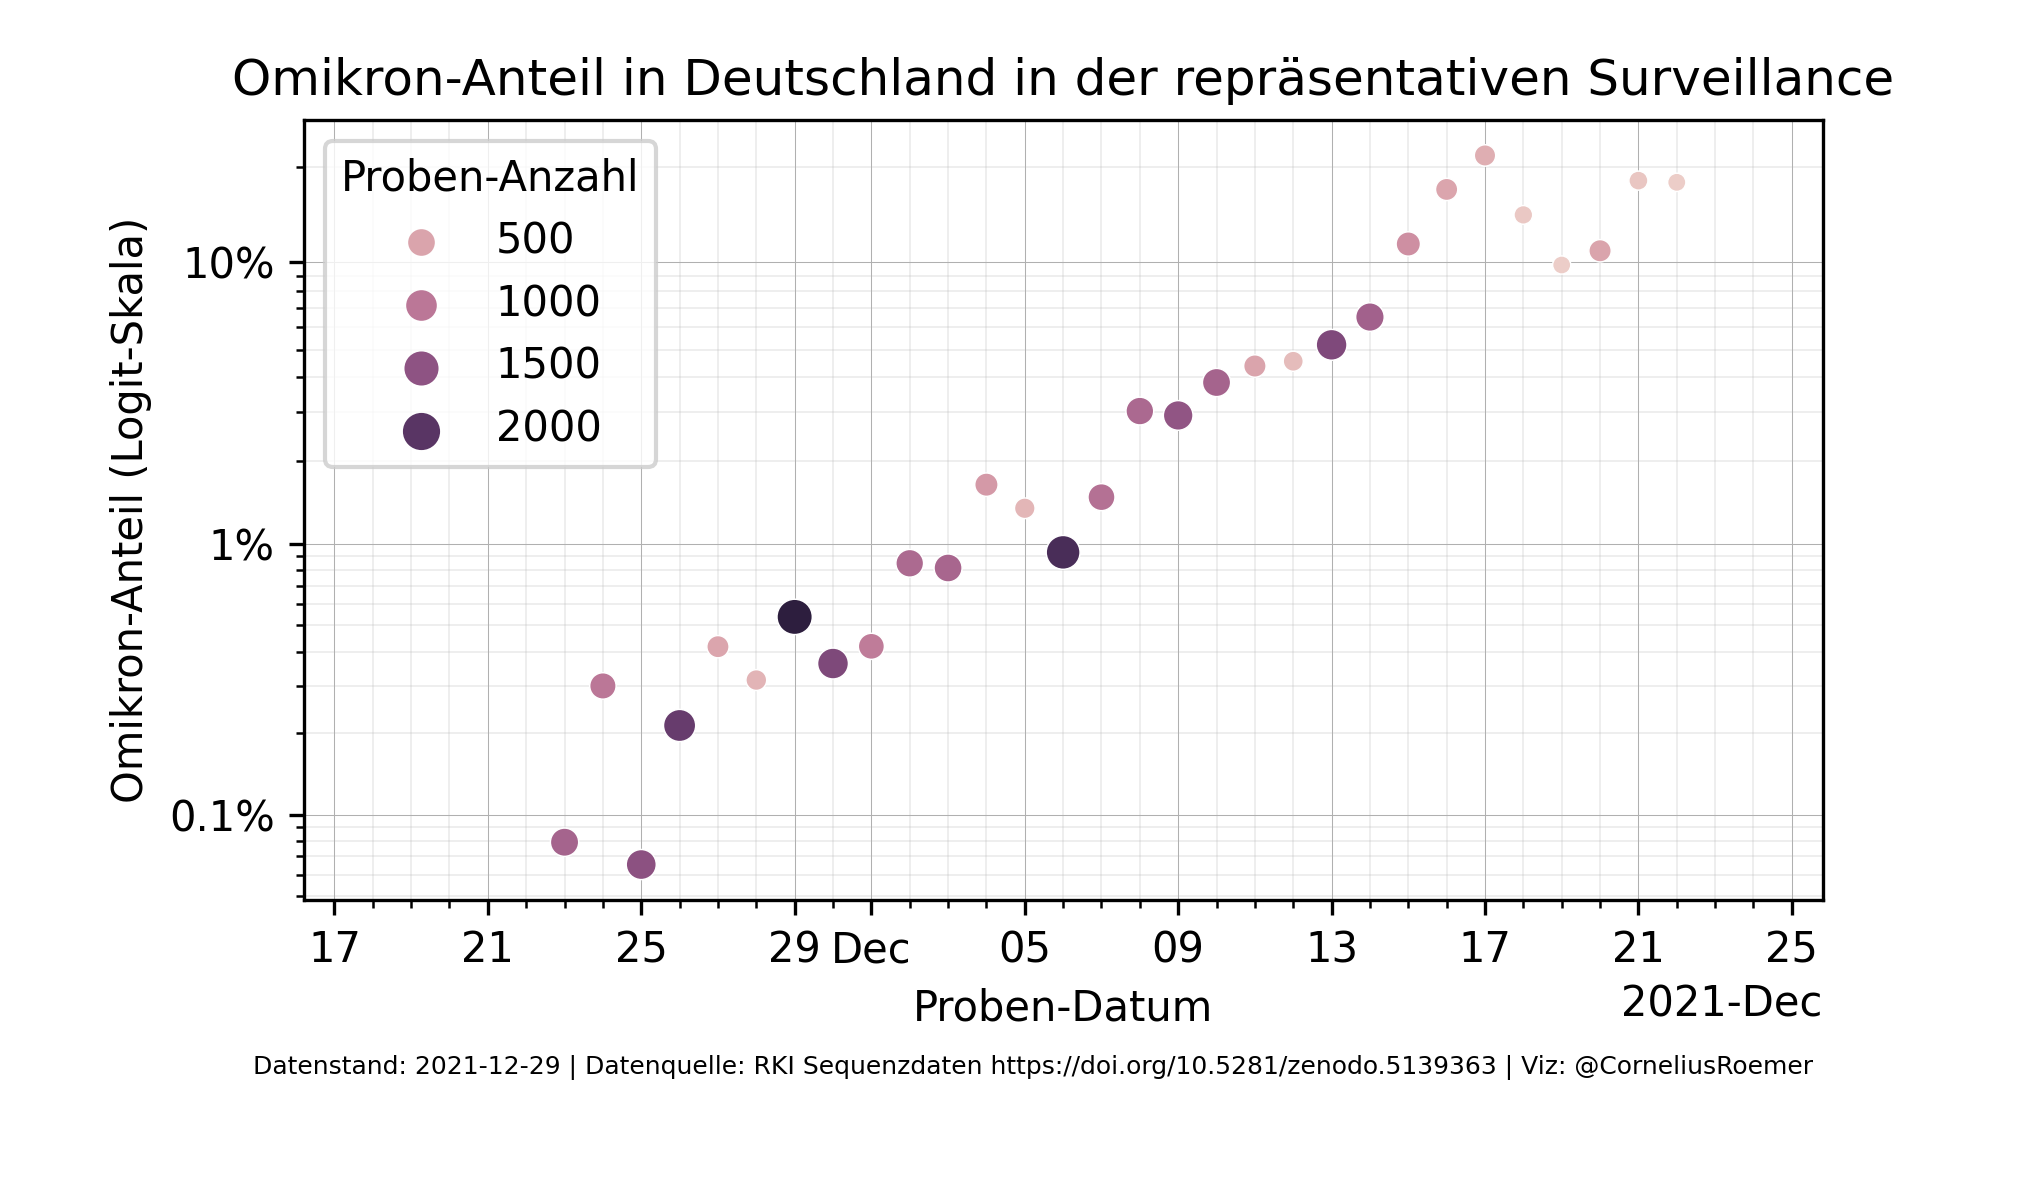 Omikron-Anteil in Deutschland in der repräsentativen Surveillance
Proben-Anzahl
500
1000
1500
2000
Omikron-Anteil (Logit-Skala)
10%
1%
0.1%
17 21 25 29 Dec 05 09 13 17 21 25
Proben-Datum
2021-Dec
Datenstand: 2021-12-29 | Datenquelle: RKI Sequenzdaten https://doi.org/10.5281/zenodo.5139363 | Viz: @CorneliusRoemer